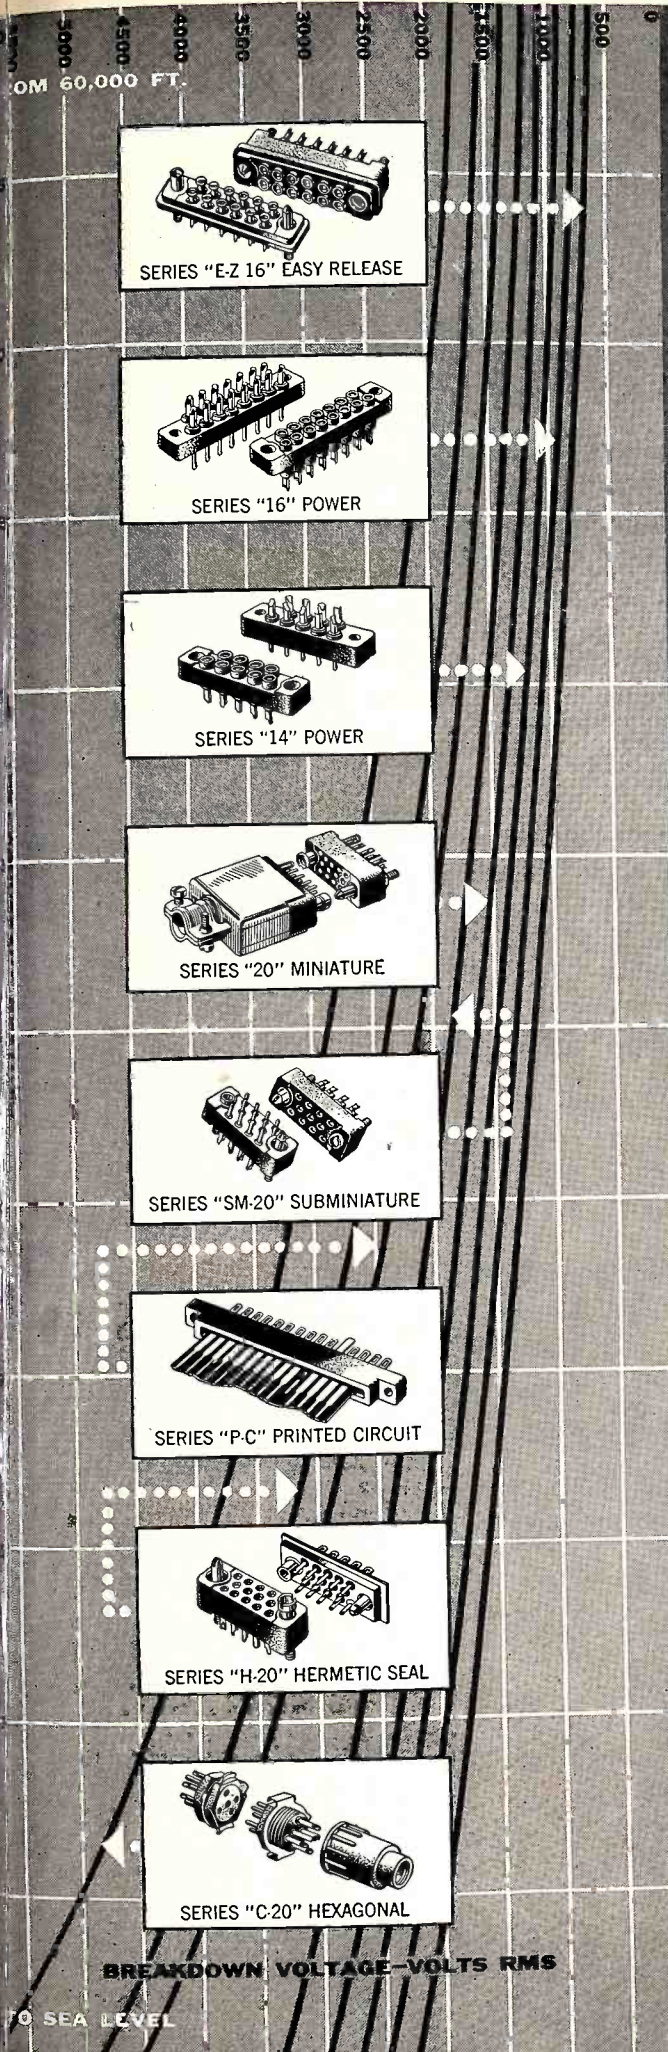 5000 4500 4000 3500 3000 2500 2000 1500 1000 500 0
OM 60,000 FT.
SERIES "E-Z 16" EASY RELEASE
SERIES "16" POWER
SERIES "14" POWER
SERIES "20" MINIATURE
SERIES "SM-20" SUBMINIATURE
SERIES "P-C" PRINTED CIRCUIT
SERIES "H-20" HERMETIC SEAL
SERIES "C-20" HEXAGONAL
BREAKDOWN VOLTAGE—VOLTS RMS
TO SEA LEVEL